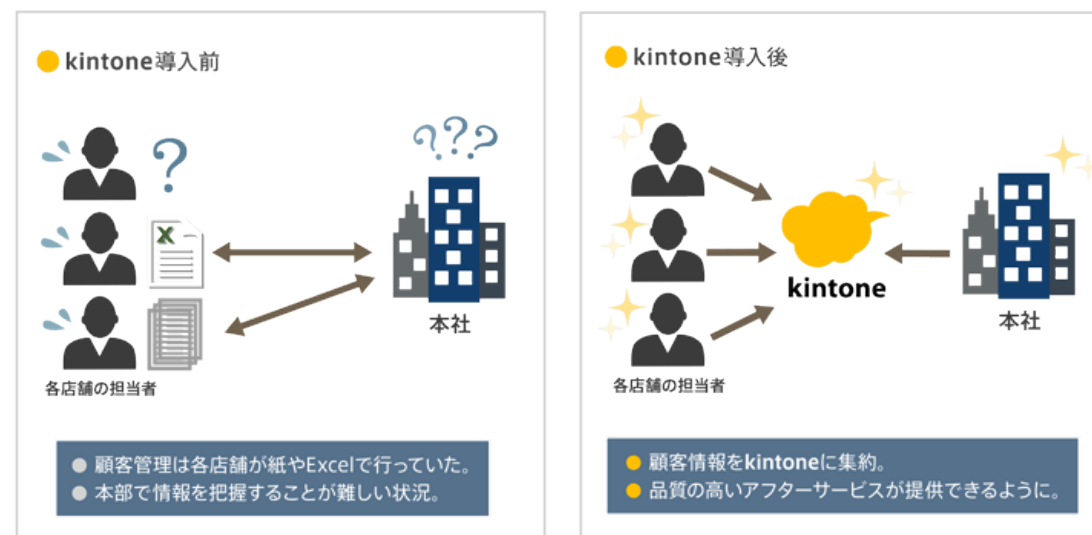 kintone導入前
?
???
X
本社
各店舗の担当者
顧客管理は各店舗が紙やExcelで行っていた。
本部で情報を把握することが難しい状況。
kintone導入後
kintone
本社
各店舗の担当者
顧客情報をkintoneに集約。
品質の高いアフターサービスが提供できるように。